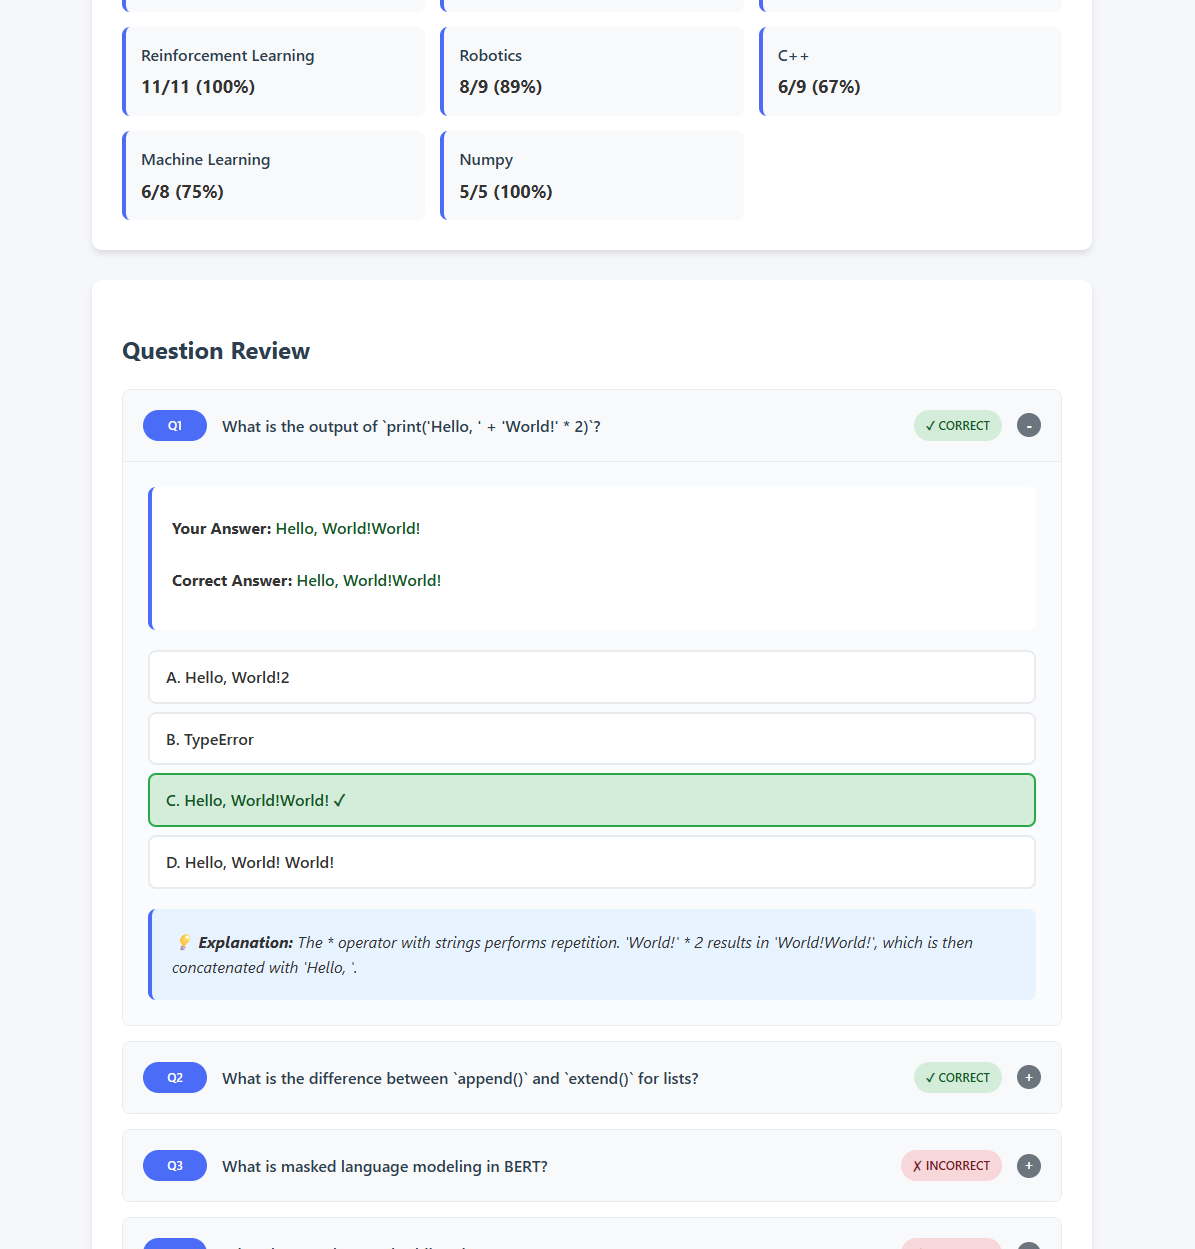 Reinforcement Learning
11/11 (100%)
Robotics
8/9 (89%)
C++
6/9 (67%)
Machine Learning
6/8 (75%)
Numpy
5/5 (100%)
Question Review
Q1 What is the output of `print('Hello, ' + 'World!' * 2)`? ✓ CORRECT -
Your Answer: Hello, World!World!
Correct Answer: Hello, World!World!
A. Hello, World!2
B. TypeError
C. Hello, World!World! ✓
D. Hello, World! World!
💡 Explanation: The * operator with strings performs repetition. 'World!' * 2 results in 'World!World!', which is then
concatenated with 'Hello, '.
Q2 What is the difference between `append()` and `extend()` for lists? ✓ CORRECT +
Q3 What is masked language modeling in BERT? ✗ INCORRECT +